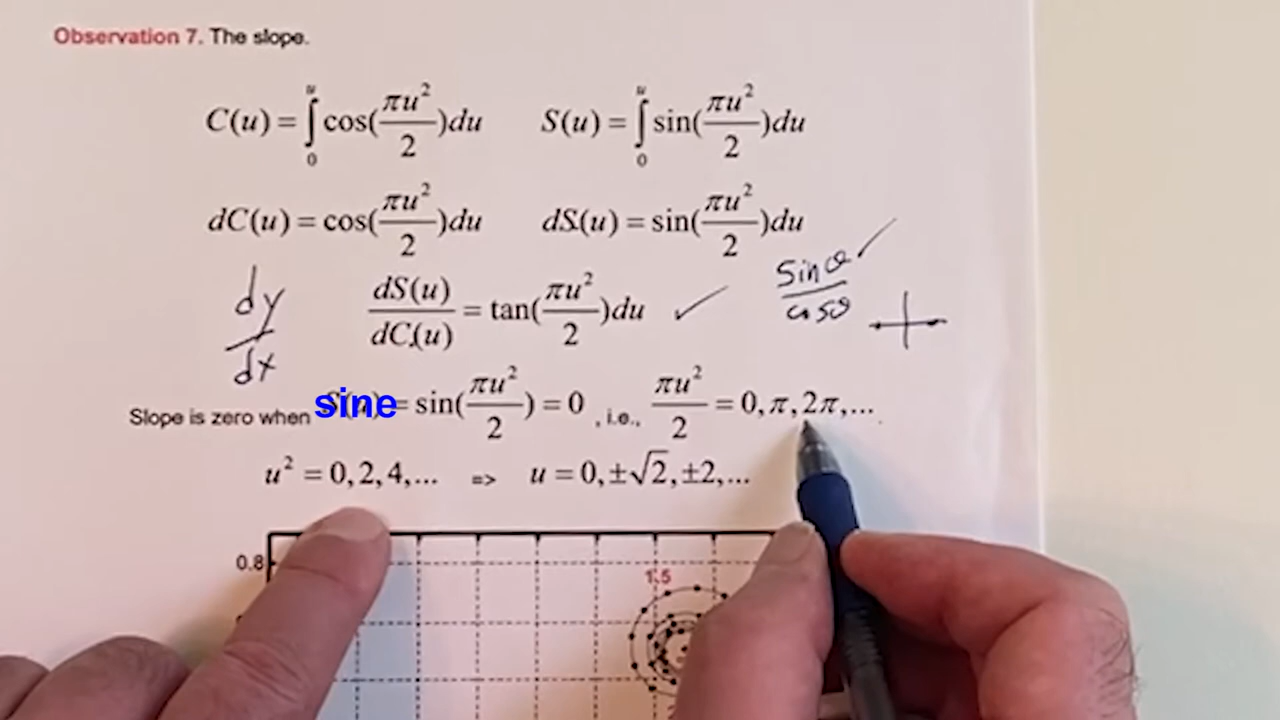 Observation 7. The slope.
C(u) = ∫₀ᵘ cos(πu²/2)du S(u) = ∫₀ᵘ sin(πu²/2)du
dC(u) = cos(πu²/2)du dS(u) = sin(πu²/2)du
dy/dx dS(u)/dC(u) = tan(πu²/2)du ✓ sinθ/cosθ ✓
Slope is zero when sine = sin(πu²/2) = 0 , i.e., πu²/2 = 0, π, 2π, ...
u² = 0, 2, 4, ... => u = 0, ±√2, ±2, ...
0.8
1.5